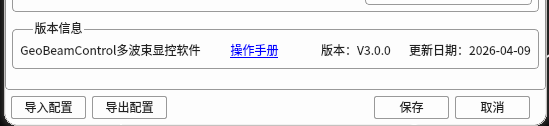 版本信息
GeoBeamControl多波束显控软件 操作手册 版本：V3.0.0 更新日期：2026-04-09
导入配置 导出配置 保存 取消